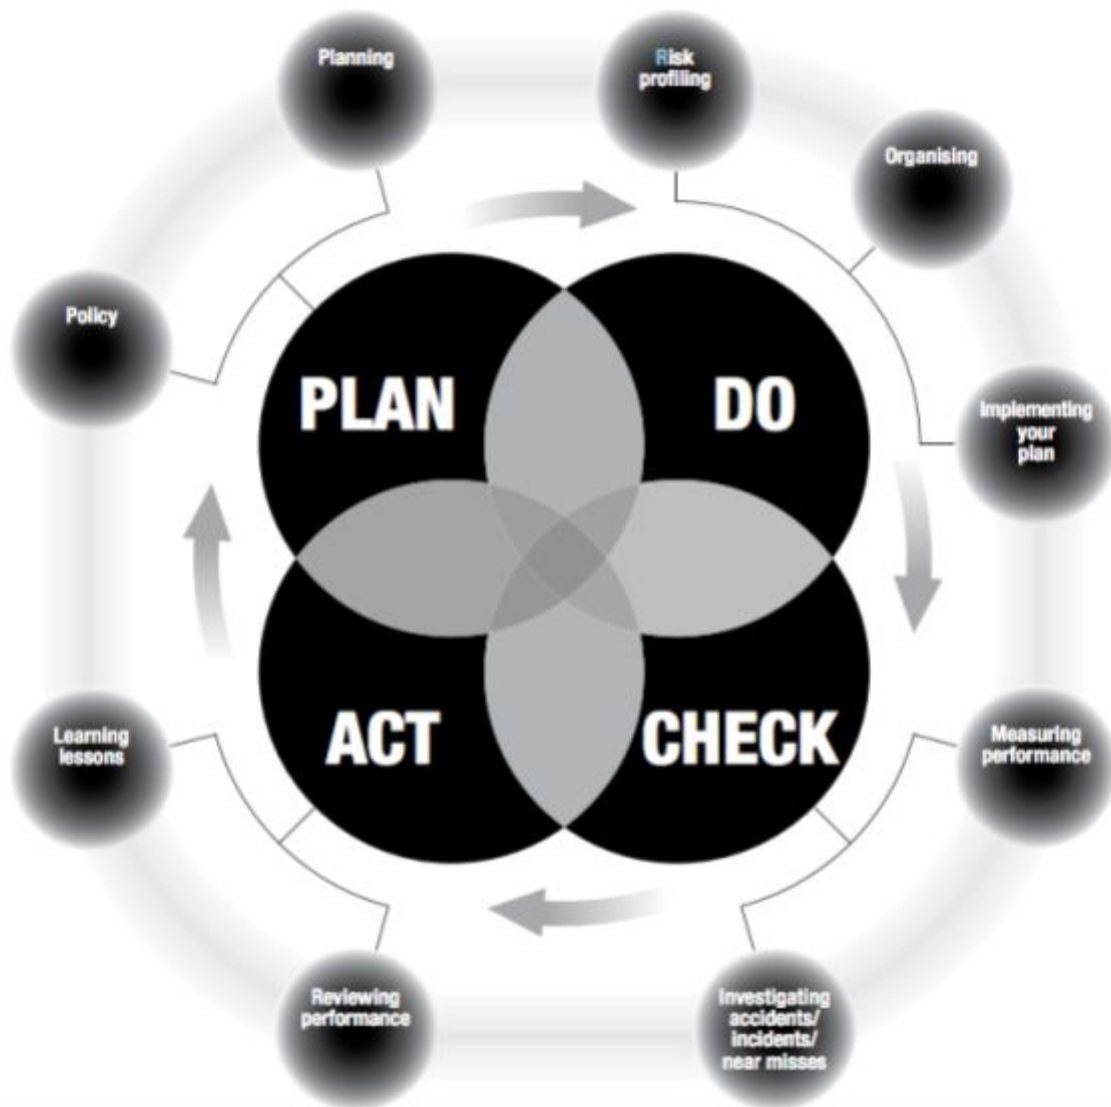 Planning
Risk
profiling
Organising
Policy
PLAN
DO
Implementing
your
plan
ACT
CHECK
Learning
lessons
Measuring
performance
Reviewing
performance
Investigating
accidents/
incidents/
near misses